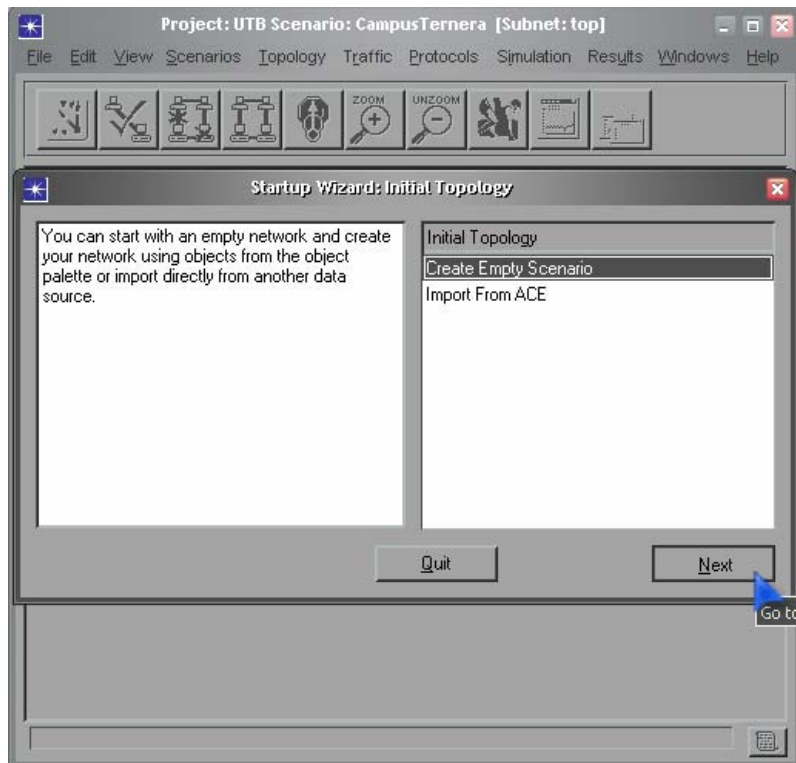 Project: UTB Scenario: CampusTernera [Subnet: top]
File Edit View Scenarios Topology Traffic Protocols Simulation Results Windows Help
ZOOM UNZOOM
Startup Wizard: Initial Topology
You can start with an empty network and create
your network using objects from the object
palette or import directly from another data
source.
Initial Topology
Create Empty Scenario
Import From ACE
Quit Next
Go to